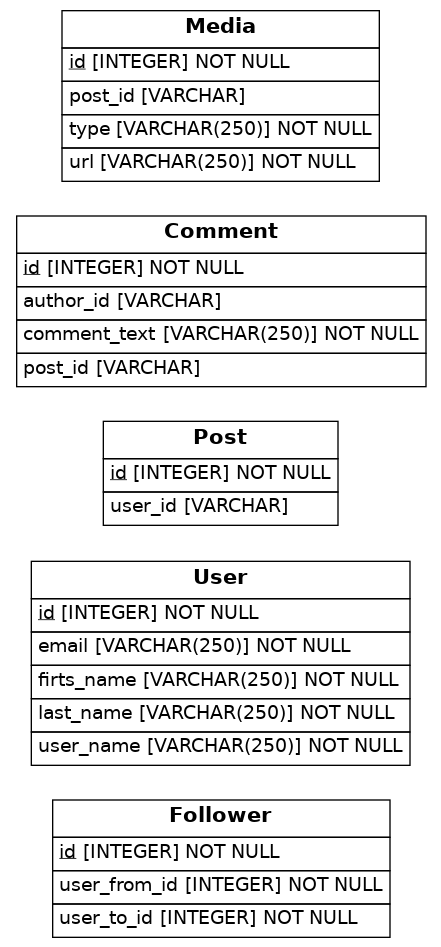 Media
id [INTEGER] NOT NULL
post_id [VARCHAR]
type [VARCHAR(250)] NOT NULL
url [VARCHAR(250)] NOT NULL
Comment
id [INTEGER] NOT NULL
author_id [VARCHAR]
comment_text [VARCHAR(250)] NOT NULL
post_id [VARCHAR]
Post
id [INTEGER] NOT NULL
user_id [VARCHAR]
User
id [INTEGER] NOT NULL
email [VARCHAR(250)] NOT NULL
firts_name [VARCHAR(250)] NOT NULL
last_name [VARCHAR(250)] NOT NULL
user_name [VARCHAR(250)] NOT NULL
Follower
id [INTEGER] NOT NULL
user_from_id [INTEGER] NOT NULL
user_to_id [INTEGER] NOT NULL